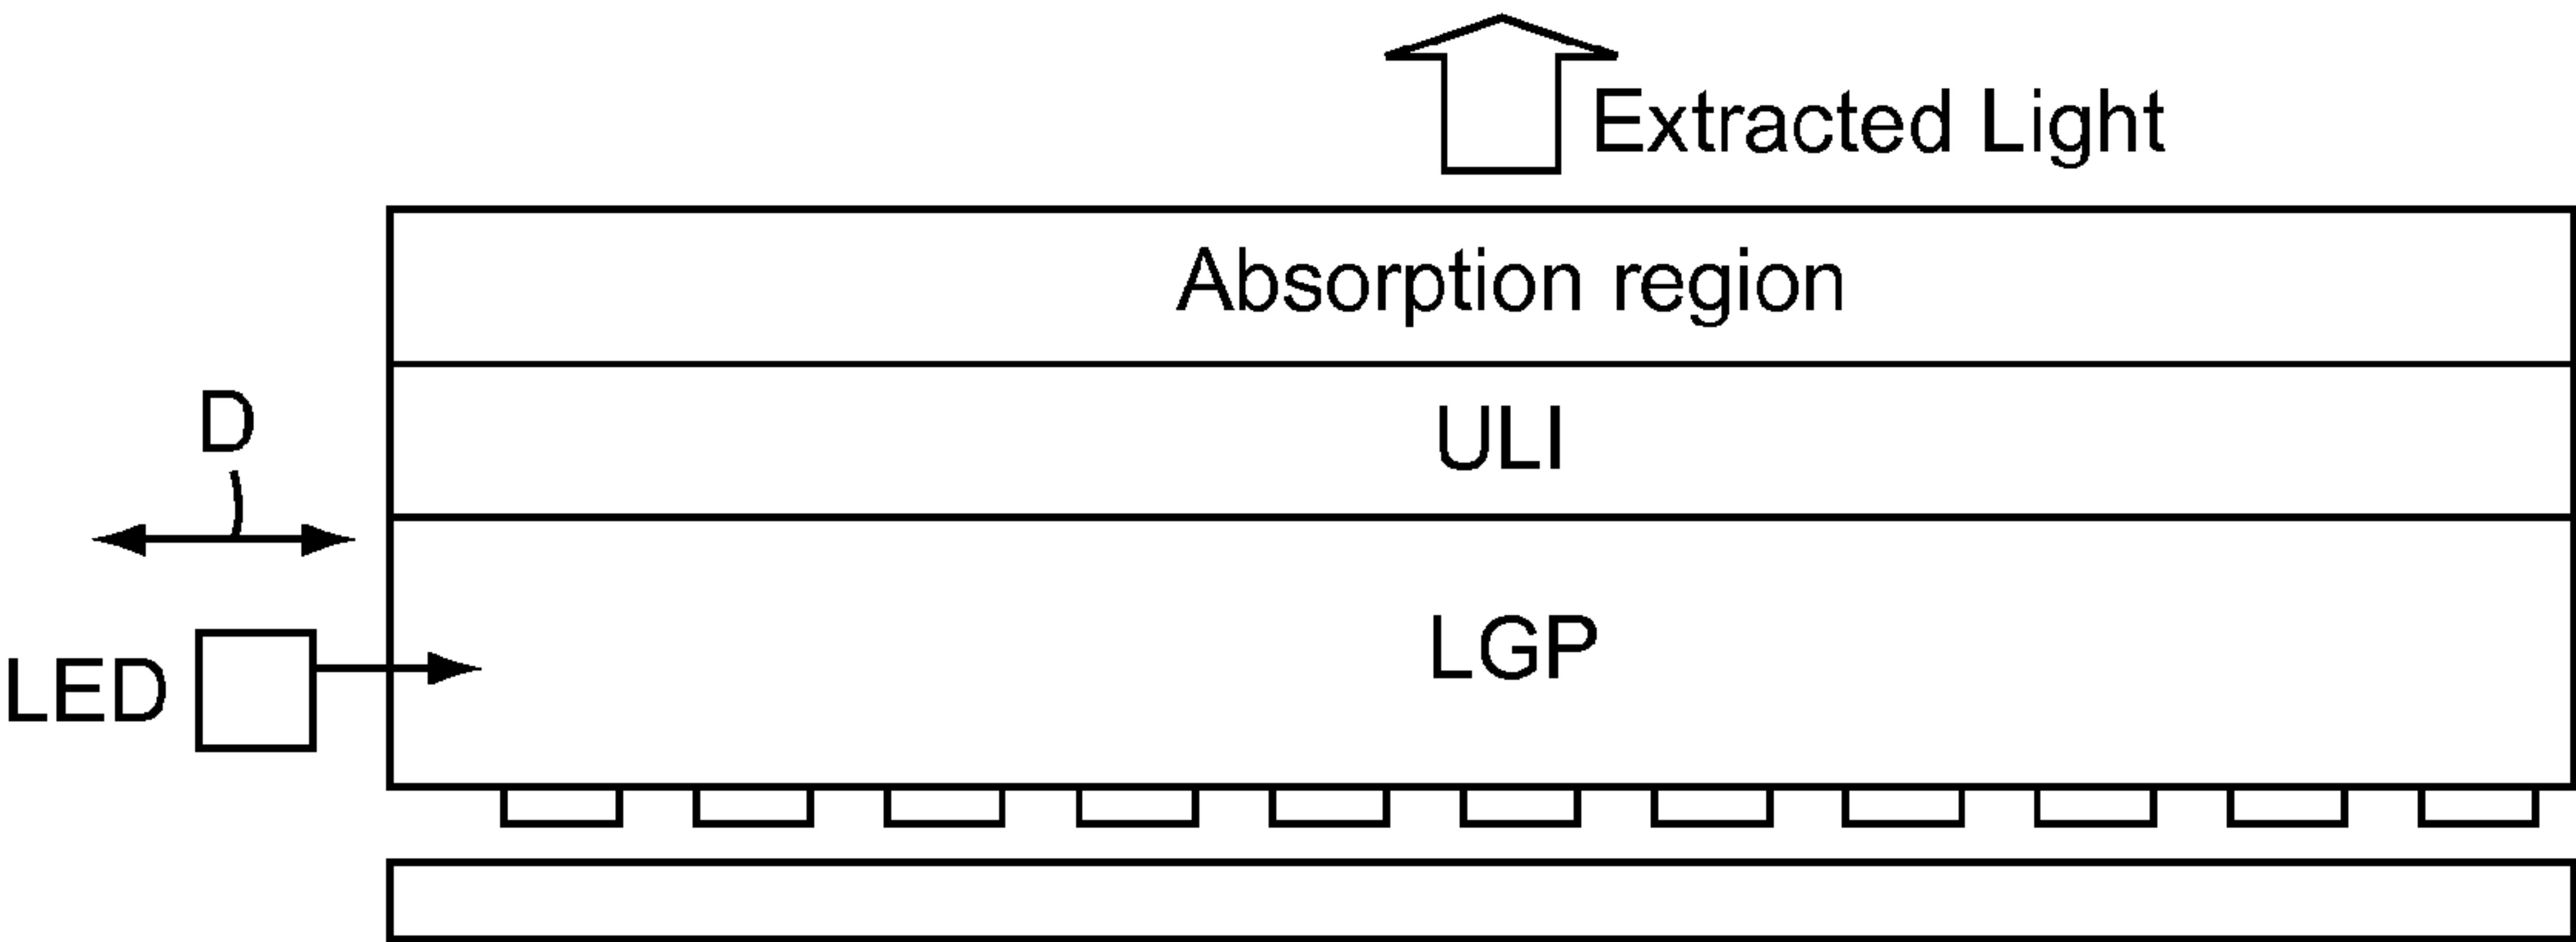 Extracted Light
Absorption region
ULI
D
LGP
LED